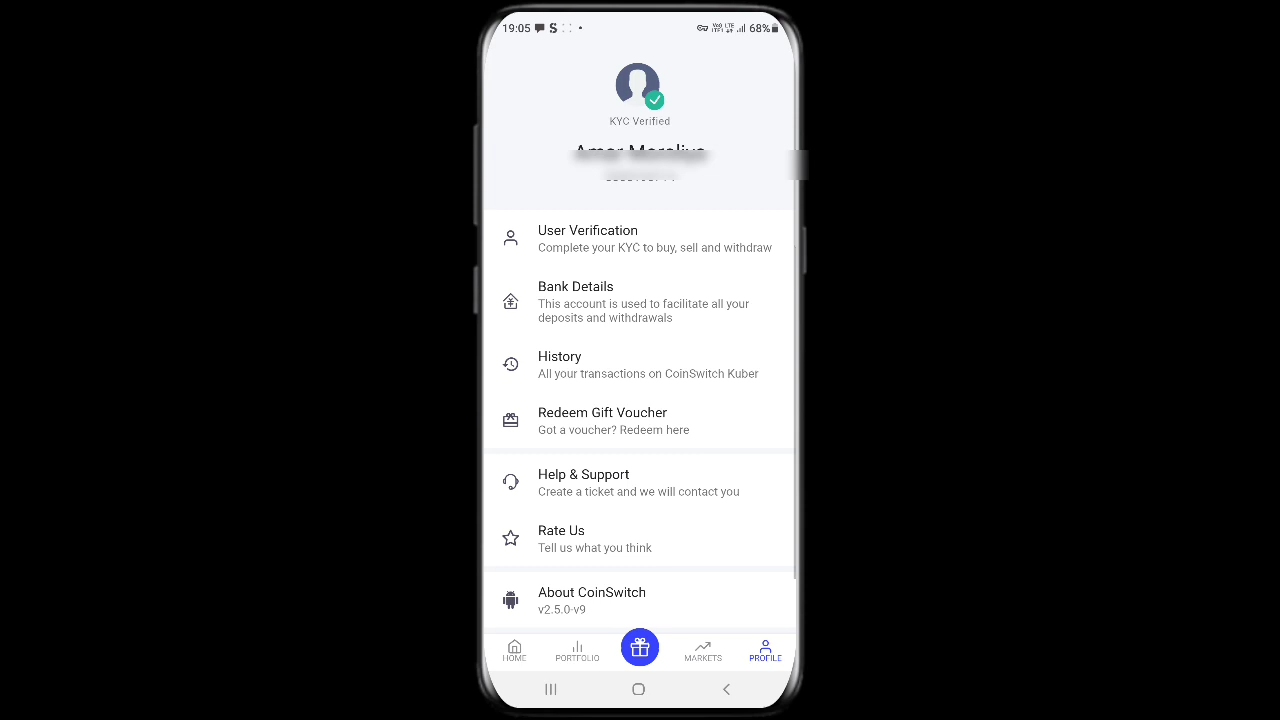 19:05
VoO LTE
LTE1
68%
KYC Verified
User Verification
Complete your KYC to buy, sell and withdraw
Bank Details
This account is used to facilitate all your
deposits and withdrawals
History
All your transactions on CoinSwitch Kuber
Redeem Gift Voucher
Got a voucher? Redeem here
Help & Support
Create a ticket and we will contact you
Rate Us
Tell us what you think
About CoinSwitch
v2.5.0-v9
HOME PORTFOLIO MARKETS PROFILE